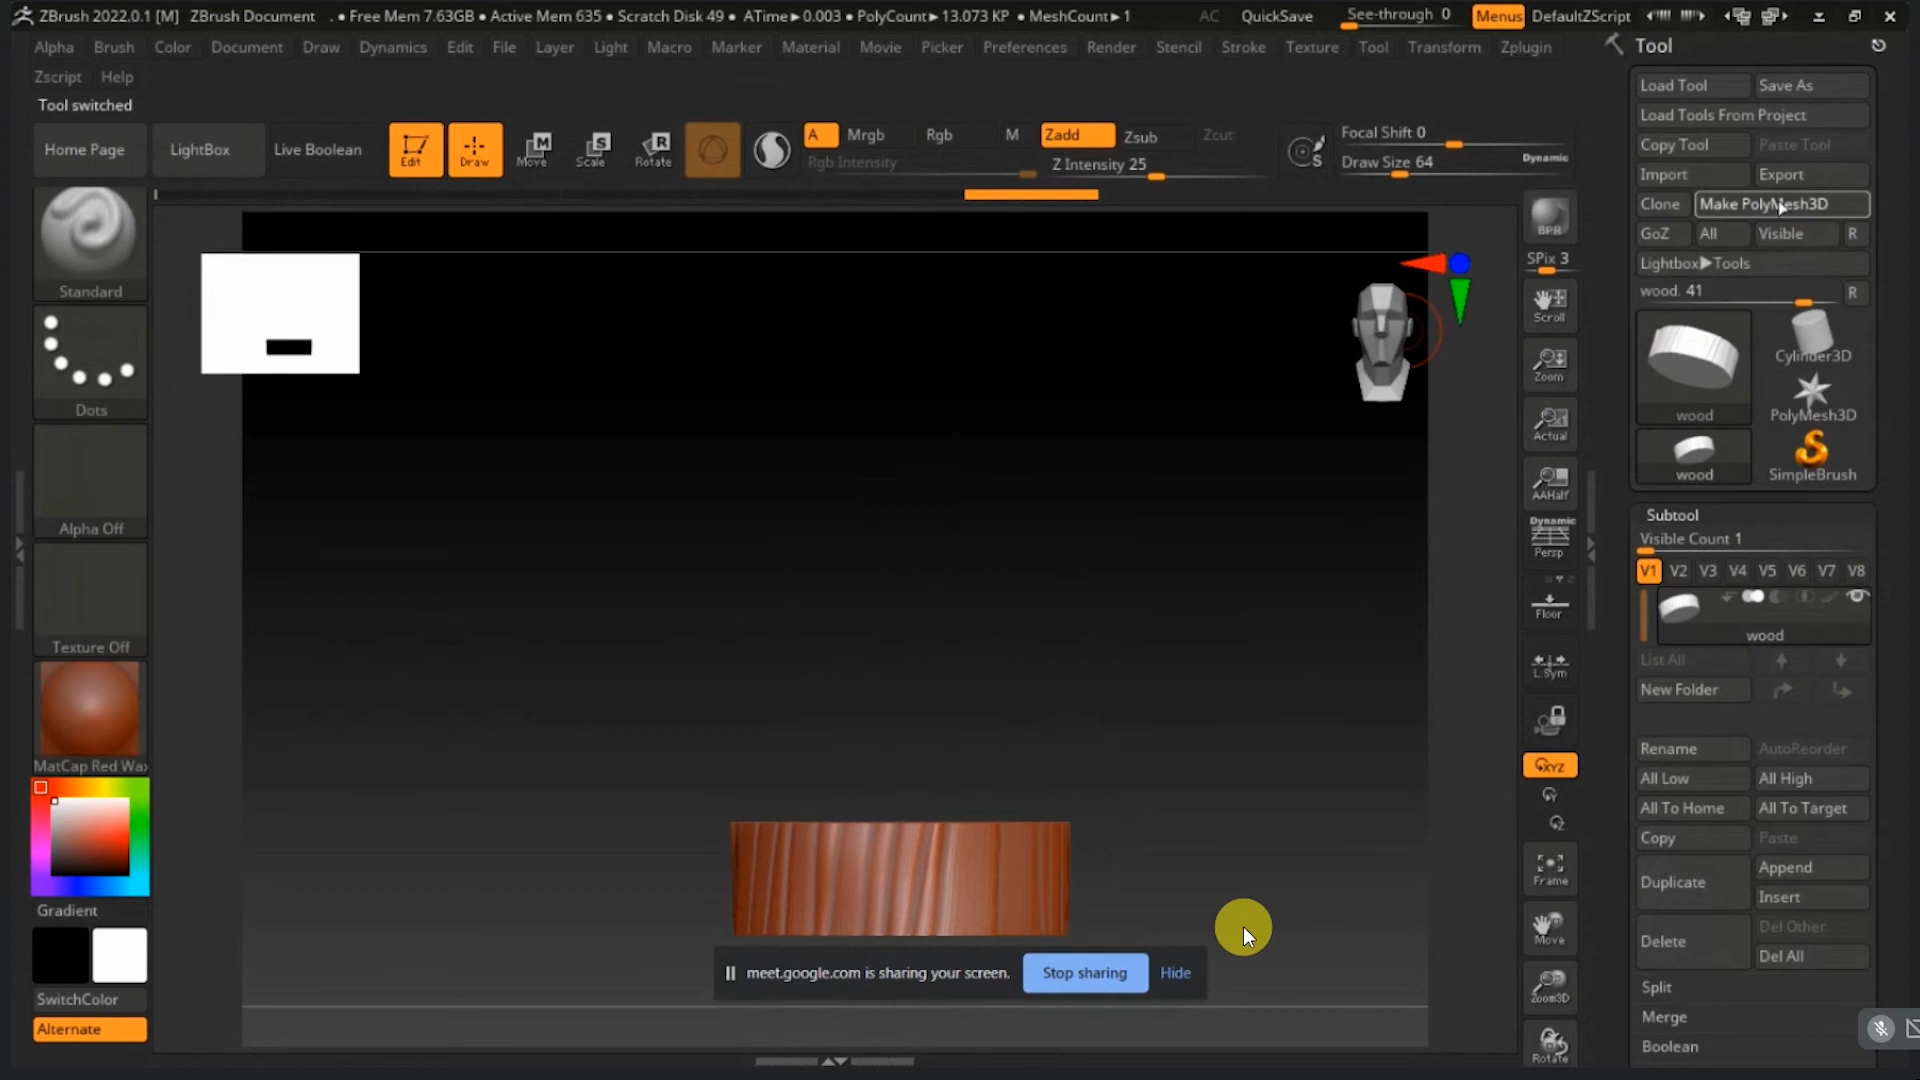 ZBrush 2022.0.1 [M] ZBrush Document . • Free Mem 7.63GB • Active Mem 635 • Scratch Disk 49 • ATime▶0.003 • PolyCount▶13.073 KP • MeshCount▶1 AC QuickSave See-through 0 Menus DefaultZScript
Alpha Brush Color Document Draw Dynamics Edit File Layer Light Macro Marker Material Movie Picker Preferences Render Stencil Stroke Texture Tool Transform Zplugin
Zscript Help
Tool switched
Home Page LightBox Live Boolean Edit Draw Move Scale Rotate
A Mrgb Rgb M Zadd Zsub Zcut
Rgb Intensity Z Intensity 25
Focal Shift 0
Draw Size 64 Dynamic
Standard
Dots
Alpha Off
Texture Off
MatCap Red Wax
Gradient
SwitchColor
Alternate
BPR
SPix 3
Scroll
Zoom
Actual
AAHalf
Dynamic
Persp
Floor
L.Sym
XYZ
Frame
Move
Zoom3D
Rotate
Tool
Load Tool Save As
Load Tools From Project
Copy Tool Paste Tool
Import Export
Clone Make PolyMesh3D
GoZ All Visible R
Lightbox▶Tools
wood. 41 R
wood Cylinder3D
PolyMesh3D
wood SimpleBrush
Subtool
Visible Count 1
V1 V2 V3 V4 V5 V6 V7 V8
wood
List All
New Folder
Rename AutoReorder
All Low All High
All To Home All To Target
Copy Paste
Duplicate Append
Insert
Delete Del Other
Del All
Split
Merge
Boolean
meet.google.com is sharing your screen. Stop sharing Hide